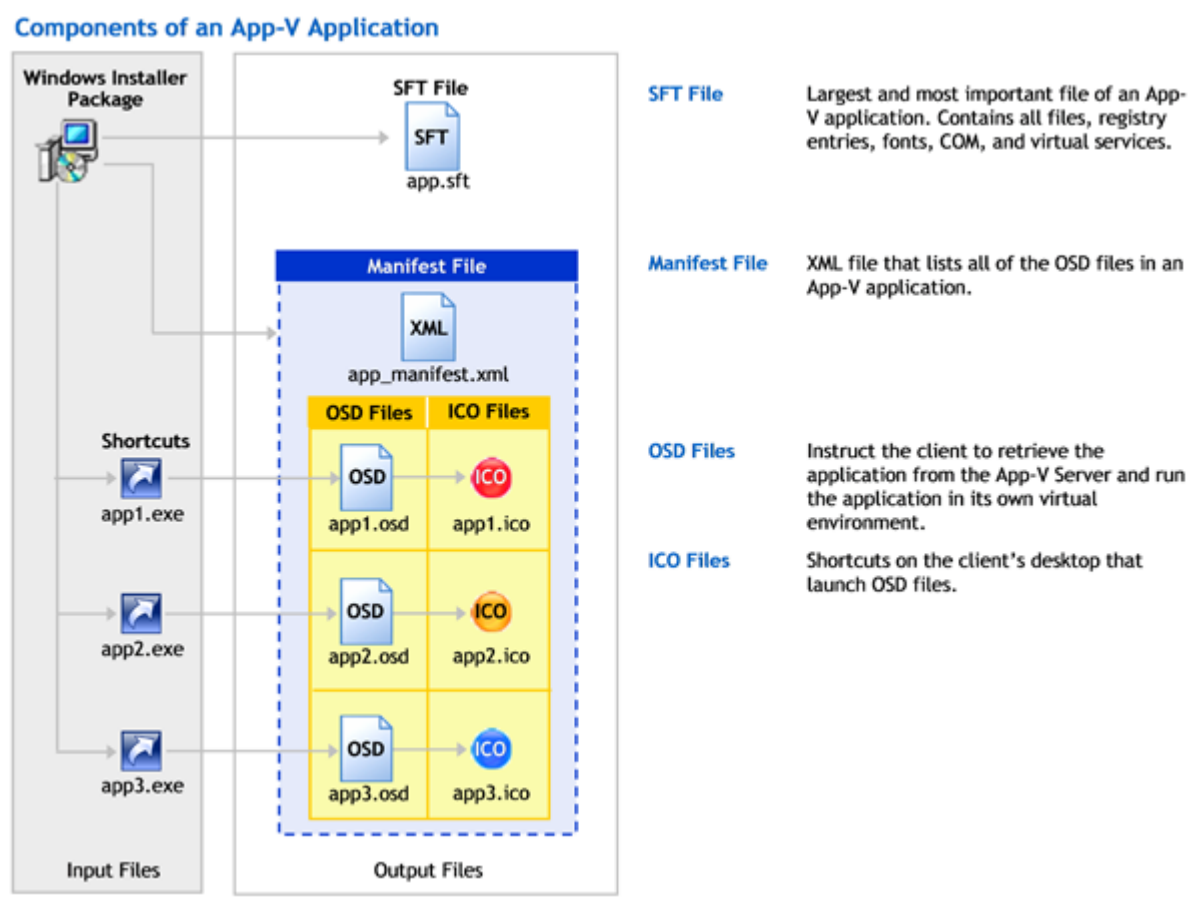 Components of an App-V Application
Windows Installer
Package
SFT File
SFT
app.sft
Manifest File
XML
app_manifest.xml
OSD Files
ICO Files
Shortcuts
app1.exe
OSD
app1.osd
ICO
app1.ico
app2.exe
OSD
app2.osd
ICO
app2.ico
app3.exe
OSD
app3.osd
ICO
app3.ico
Input Files
Output Files
SFT File
Largest and most important file of an App-
V application. Contains all files, registry
entries, fonts, COM, and virtual services.
Manifest File
XML file that lists all of the OSD files in an
App-V application.
OSD Files
Instruct the client to retrieve the
application from the App-V Server and run
the application in its own virtual
environment.
ICO Files
Shortcuts on the client's desktop that
launch OSD files.